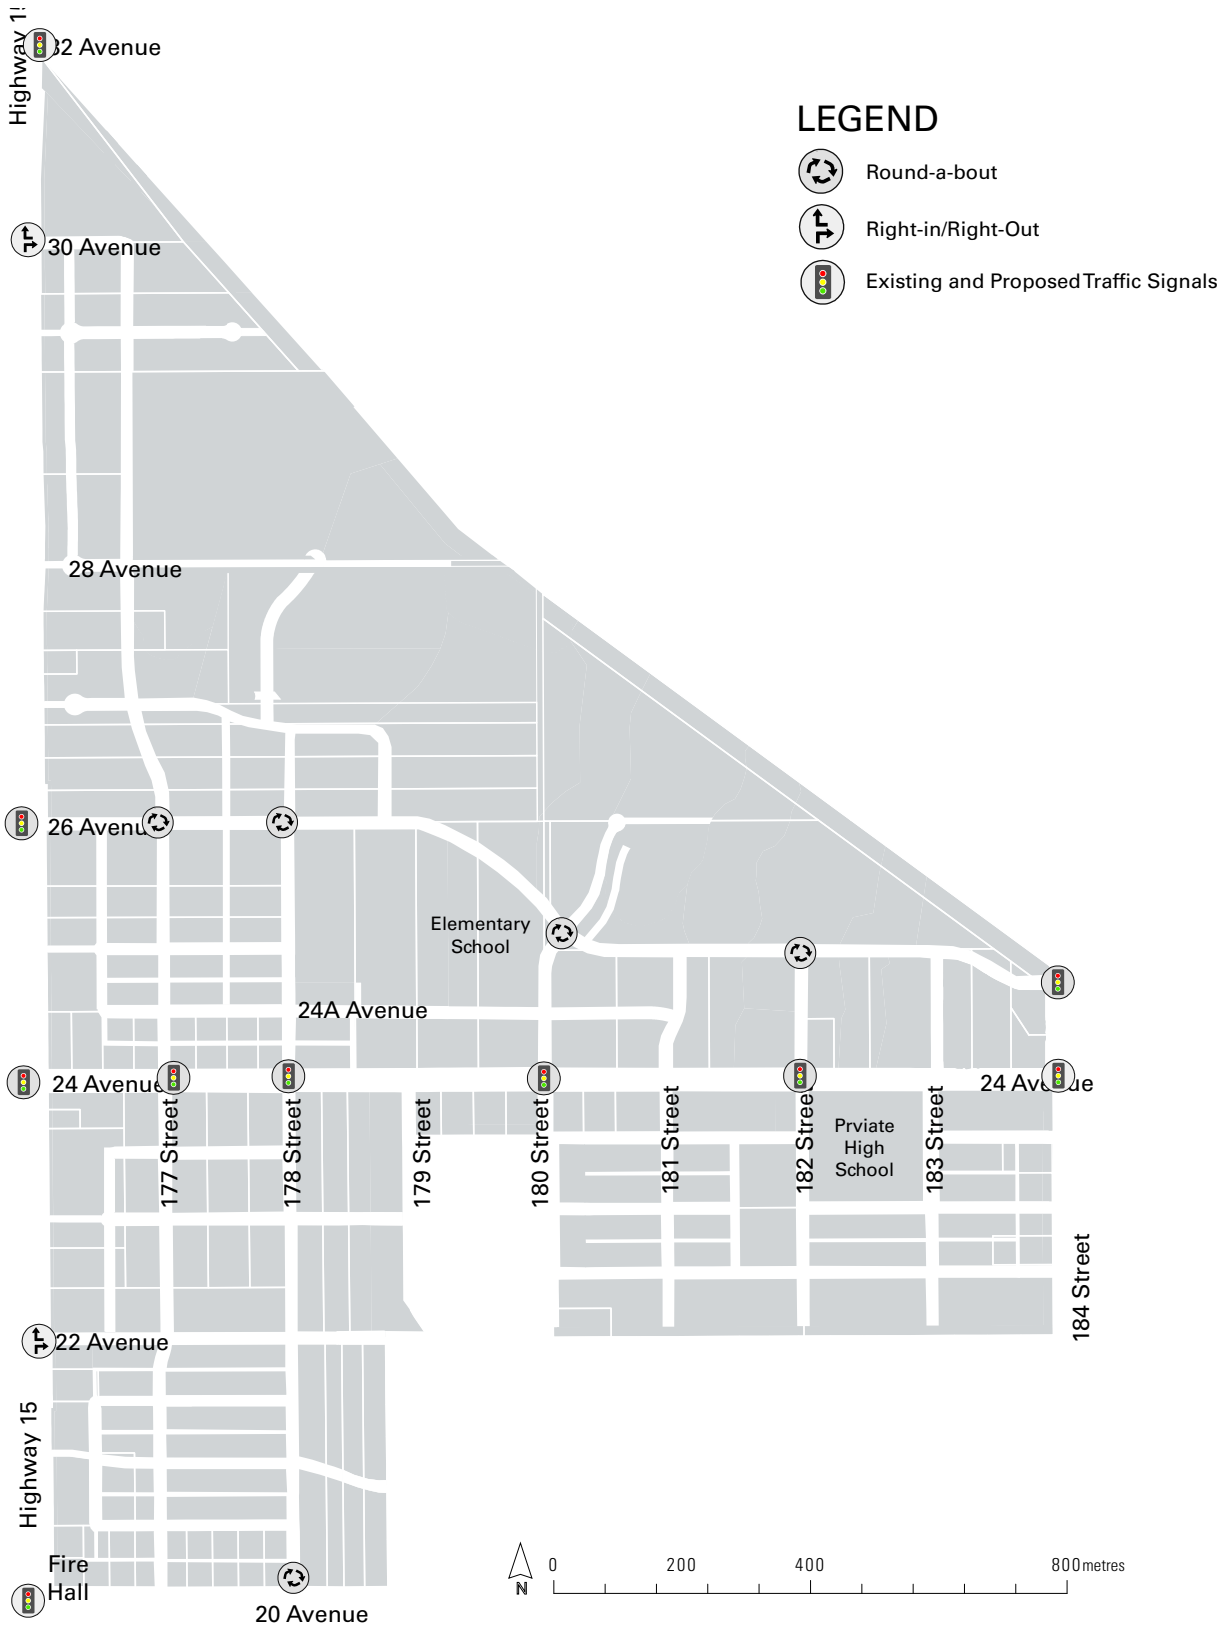 Highway 15
32 Avenue
LEGEND
Round-a-bout
Right-in/Right-Out
30 Avenue
Existing and Proposed Traffic Signals
28 Avenue
26 Avenu
Elementary
School
24A Avenue
24 Avenue
24 Avenue
177 Street
178 Street
179 Street
180 Street
181 Street
182 Street
Prviate
High
School
183 Street
184 Street
22 Avenue
Highway 15
Fire
Hall
20 Avenue
0 200 400 800 metres
N